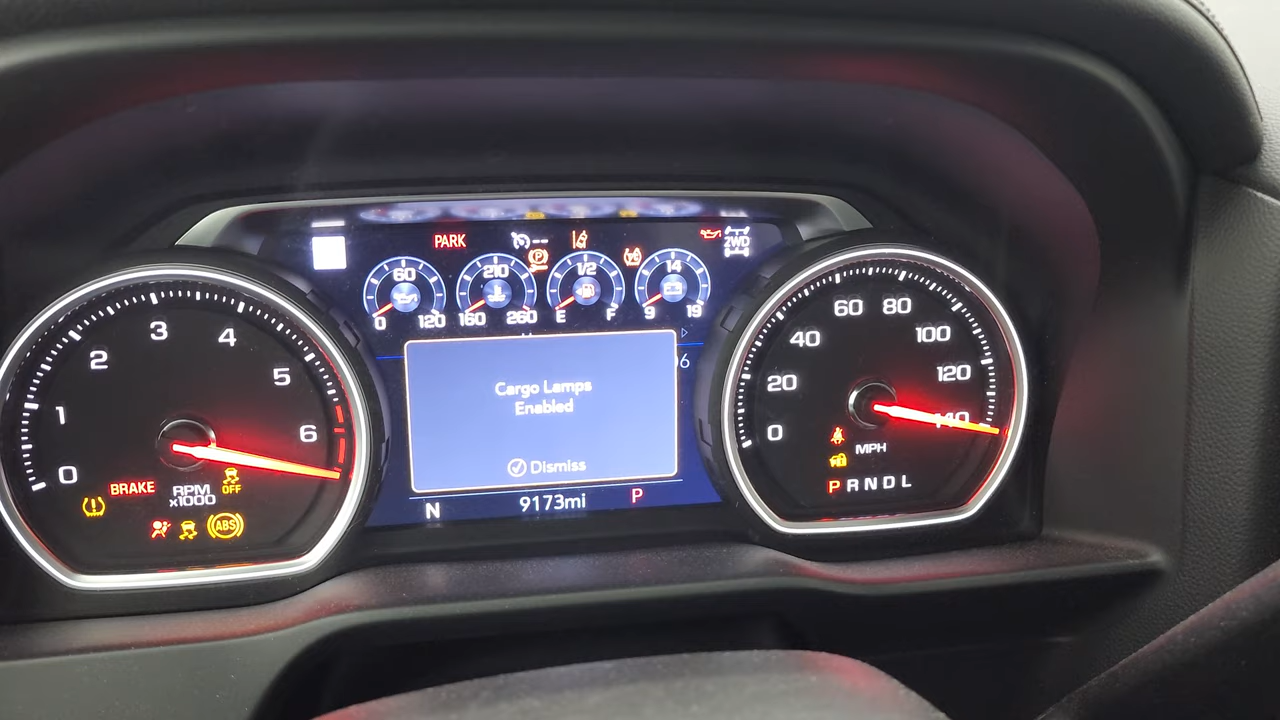 PARK
--
2WD
60
0 120
210
160 260
1/2
E F
14
9 19
0
1
2
3
4
5
6
BRAKE
RPM
x1000
OFF
ABS
Cargo Lamps
Enabled
Dismiss
N
9173mi
P
0
20
40
60
80
100
120
140
MPH
PRNDL